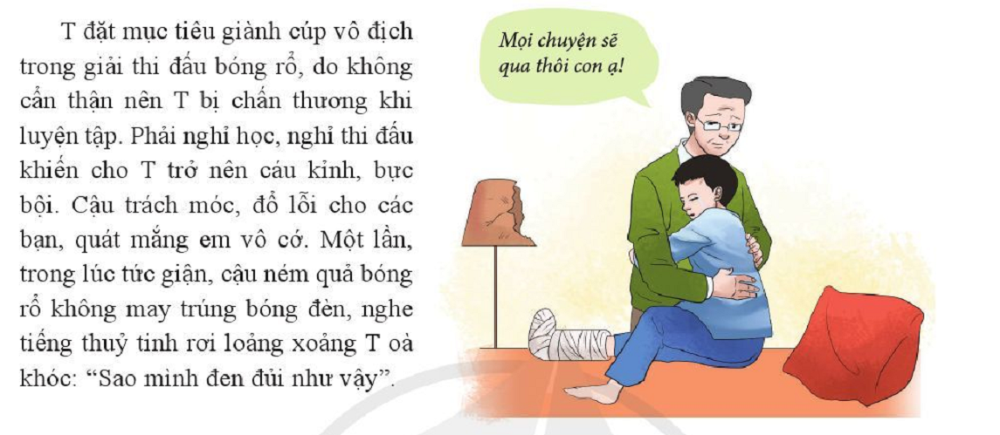 T đặt mục tiêu giành cúp vô địch
trong giải thi đấu bóng rổ, do không
cẩn thận nên T bị chấn thương khi
luyện tập. Phải nghỉ học, nghỉ thi đấu
khiến cho T trở nên cáu kỉnh, bực
bội. Cậu trách móc, đổ lỗi cho các
bạn, quát mắng em vô cớ. Một lần,
trong lúc tức giận, cậu ném quả bóng
rổ không may trúng bóng đèn, nghe
tiếng thuỷ tinh rơi loảng xoảng T oà
khóc: “Sao mình đen đủi như vậy”.
Mọi chuyện sẽ
qua thôi con ạ!